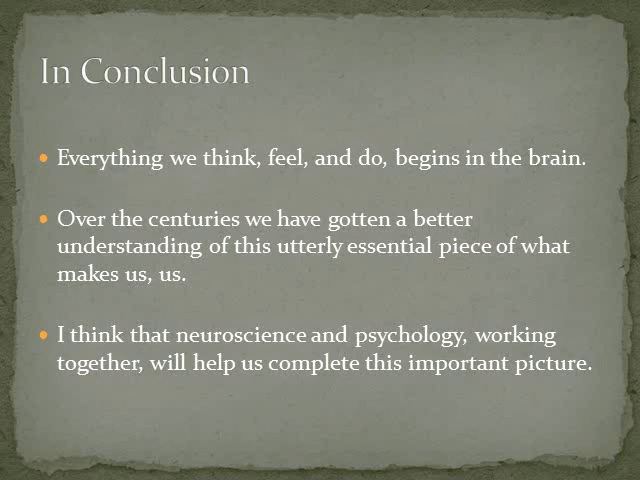 In Conclusion
Everything we think, feel, and do, begins in the brain.
Over the centuries we have gotten a better
understanding of this utterly essential piece of what
makes us, us.
I think that neuroscience and psychology, working
together, will help us complete this important picture.